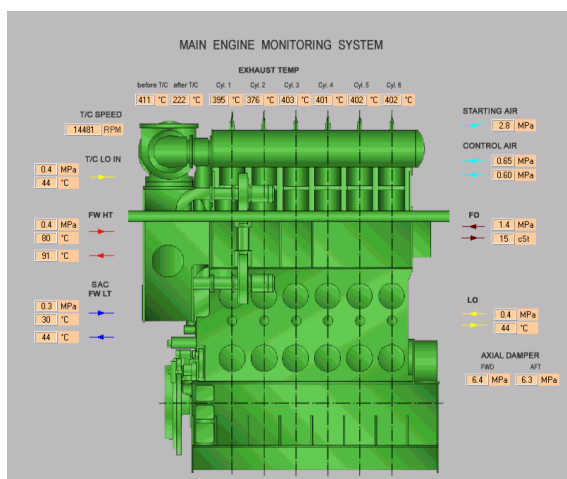 MAIN ENGINE MONITORING SYSTEM
EXHAUST TEMP
before T/C after T/C Cyl. 1 Cyl. 2 Cyl. 3 Cyl. 4 Cyl. 5 Cyl. 6
411 °C 222 °C 395 °C 376 °C 403 °C 401 °C 402 °C 402 °C
T/C SPEED
14481 RPM
T/C LO IN
0.4 MPa
44 °C
FW HT
0.4 MPa
80 °C
91 °C
SAC
FW LT
0.3 MPa
30 °C
44 °C
STARTING AIR
2.8 MPa
CONTROL AIR
0.65 MPa
0.60 MPa
FO
1.4 MPa
15 cSt
LO
0.4 MPa
44 °C
AXIAL DAMPER
FWD AFT
6.4 MPa 6.3 MPa